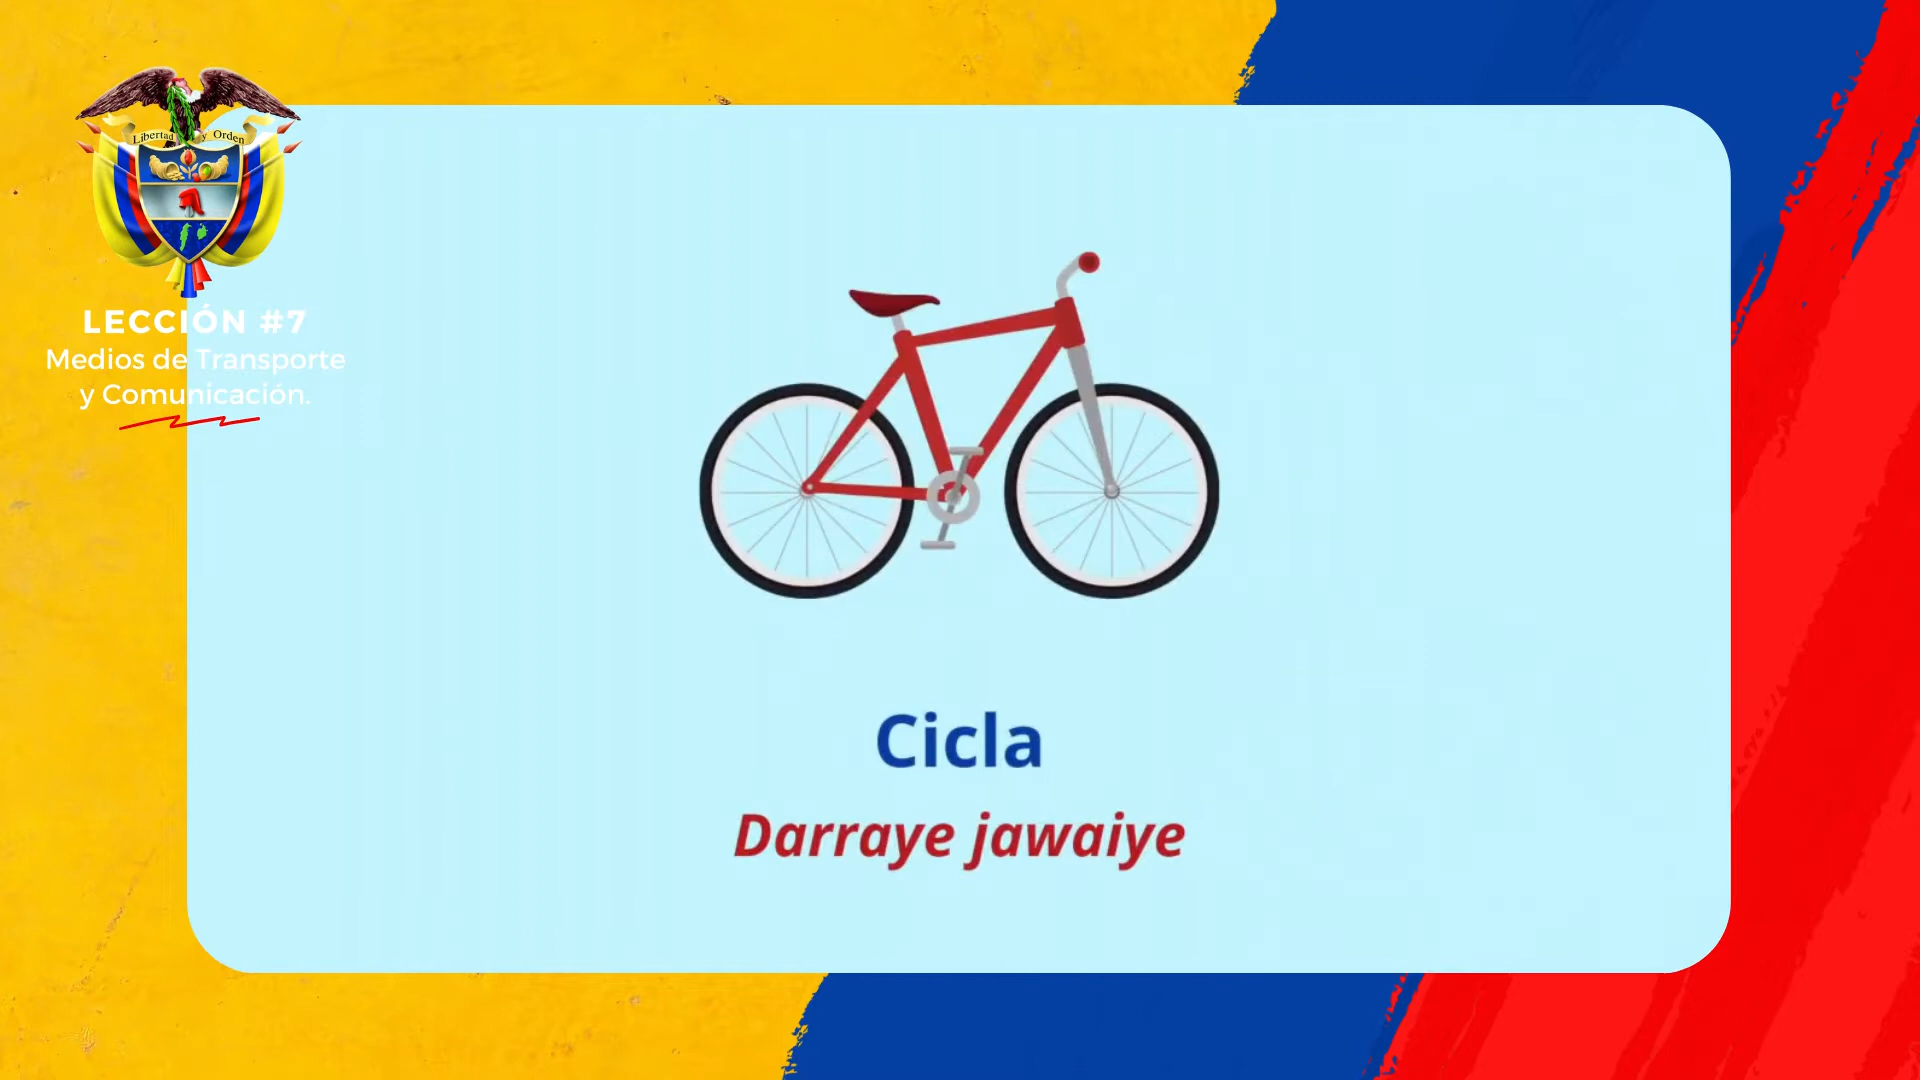 Libertad y Orden
LECCIÓN #7
Medios de Transporte
y Comunicación.
Cicla
Darraye jawaiye